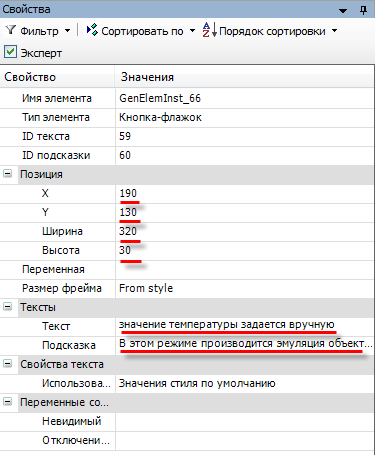 Свойства
Фильтр Сортировать по Порядок сортировки
Эксперт
Свойство Значения
Имя элемента GenElemInst_66
Тип элемента Кнопка-флажок
ID текста 59
ID подсказки 60
Позиция
X 190
Y 130
Ширина 320
Высота 30
Переменная
Размер фрейма From style
Тексты
Текст значение температуры задается вручную
Подсказка В этом режиме производится эмуляция объект...
Свойства текста
Использова... Значения стиля по умолчанию
Переменные со...
Невидимый
Отключени...